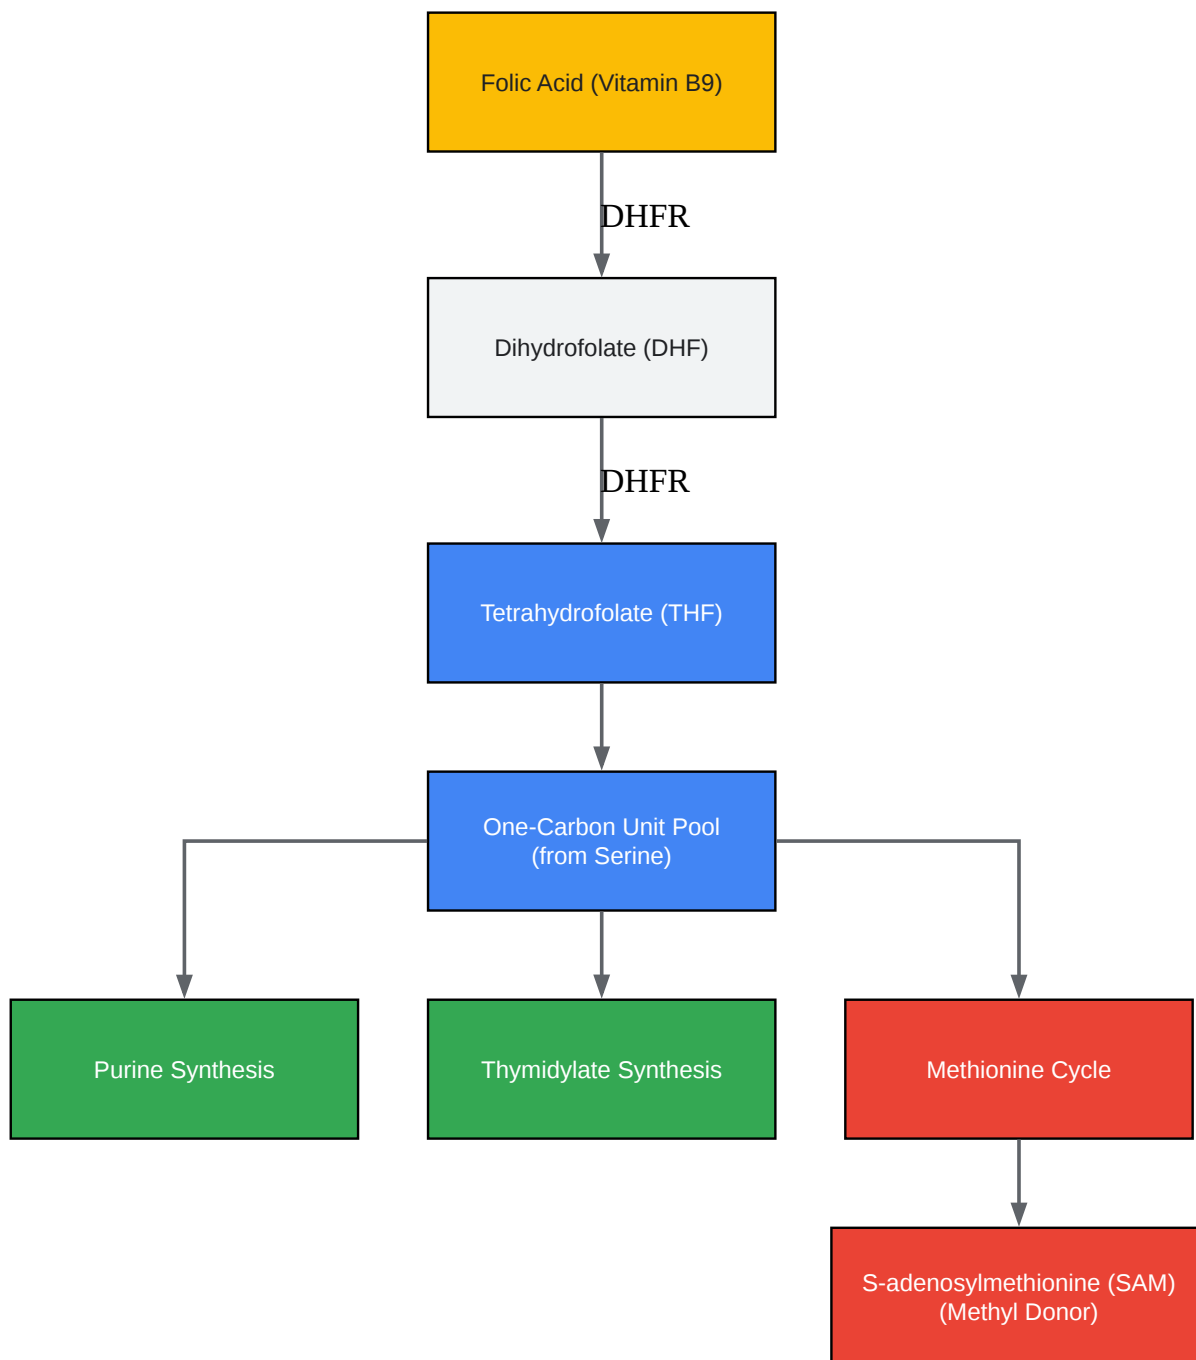 Folic Acid (Vitamin B9)
DHFR
Dihydrofolate (DHF)
DHFR
Tetrahydrofolate (THF)
One-Carbon Unit Pool
(from Serine)
Purine Synthesis
Thymidylate Synthesis
Methionine Cycle
S-adenosylmethionine (SAM)
(Methyl Donor)